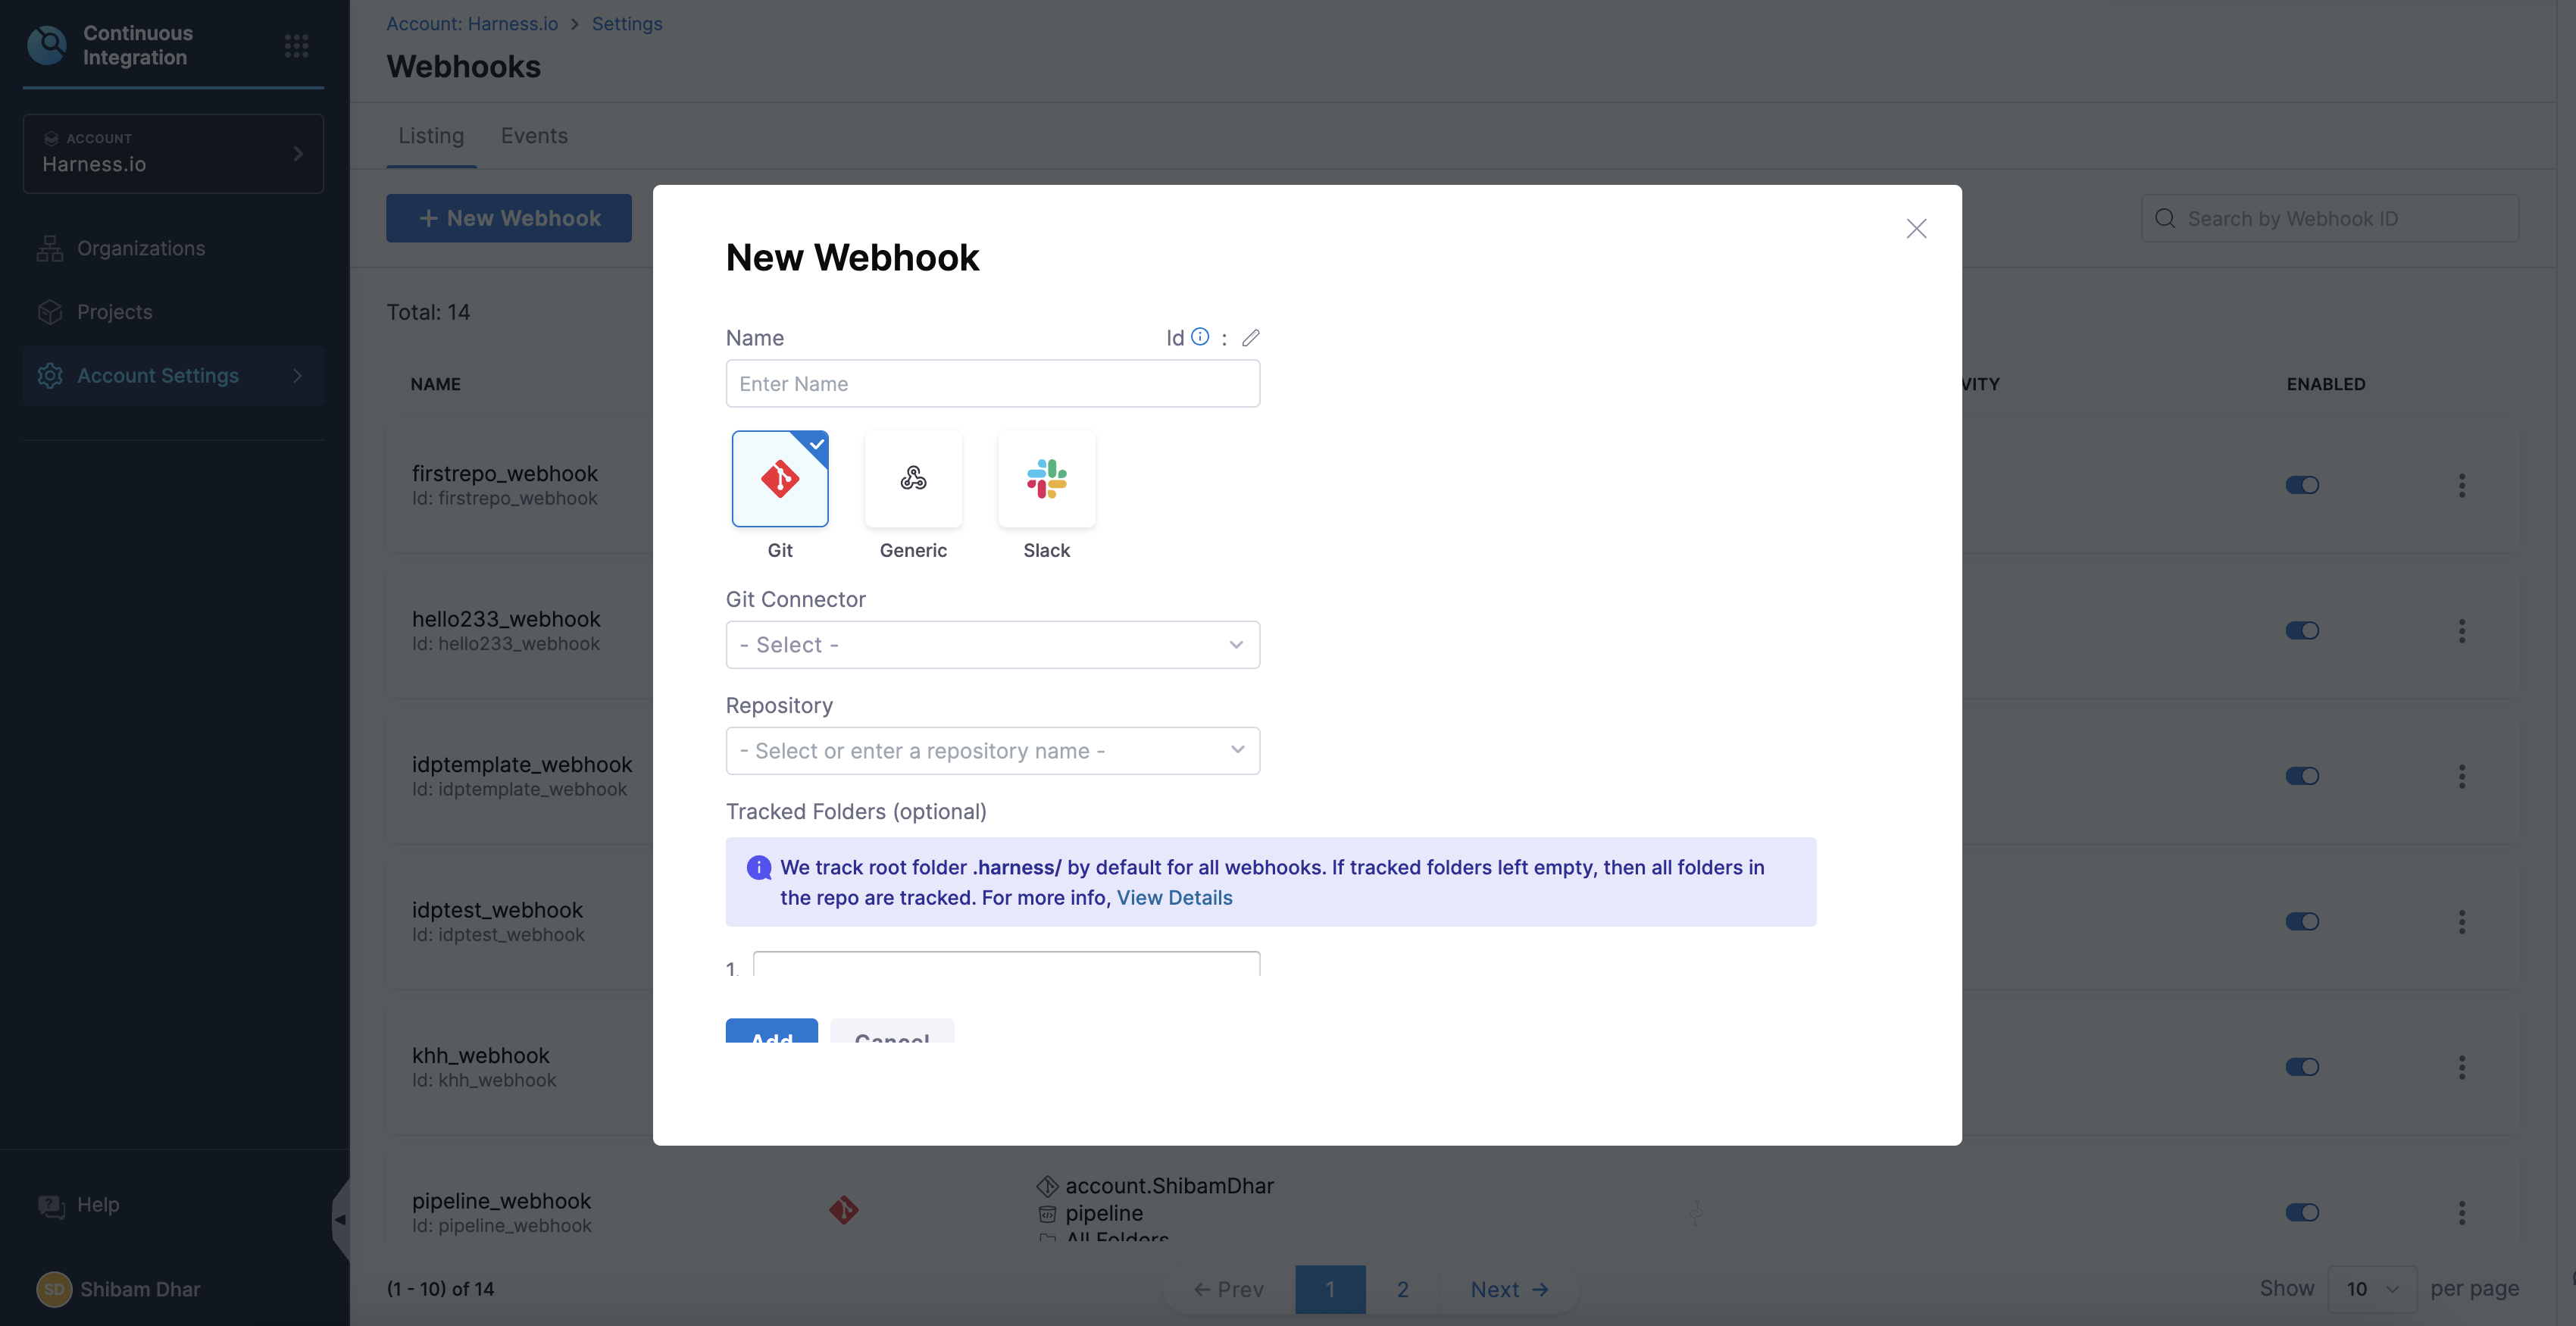 Continuous
Integration
ACCOUNT
Harness.io
Organizations
Projects
Account Settings
Help
SD
Shibam Dhar
Account: Harness.io > Settings
Webhooks
Listing
Events
+ New Webhook
Search by Webhook ID
Total: 14
NAME
VITY
ENABLED
firstrepo_webhook
Id: firstrepo_webhook
hello233_webhook
Id: hello233_webhook
idptemplate_webhook
Id: idptemplate_webhook
idptest_webhook
Id: idptest_webhook
khh_webhook
Id: khh_webhook
pipeline_webhook
Id: pipeline_webhook
account.ShibamDhar
pipeline
All Folders
(1 - 10) of 14
← Prev
1
2
Next →
Show
10
per page
New Webhook
Name
Id :
Enter Name
Git
Generic
Slack
Git Connector
- Select -
Repository
- Select or enter a repository name -
Tracked Folders (optional)
We track root folder .harness/ by default for all webhooks. If tracked folders left empty, then all folders in
the repo are tracked. For more info, View Details
1.
Add
Cancel